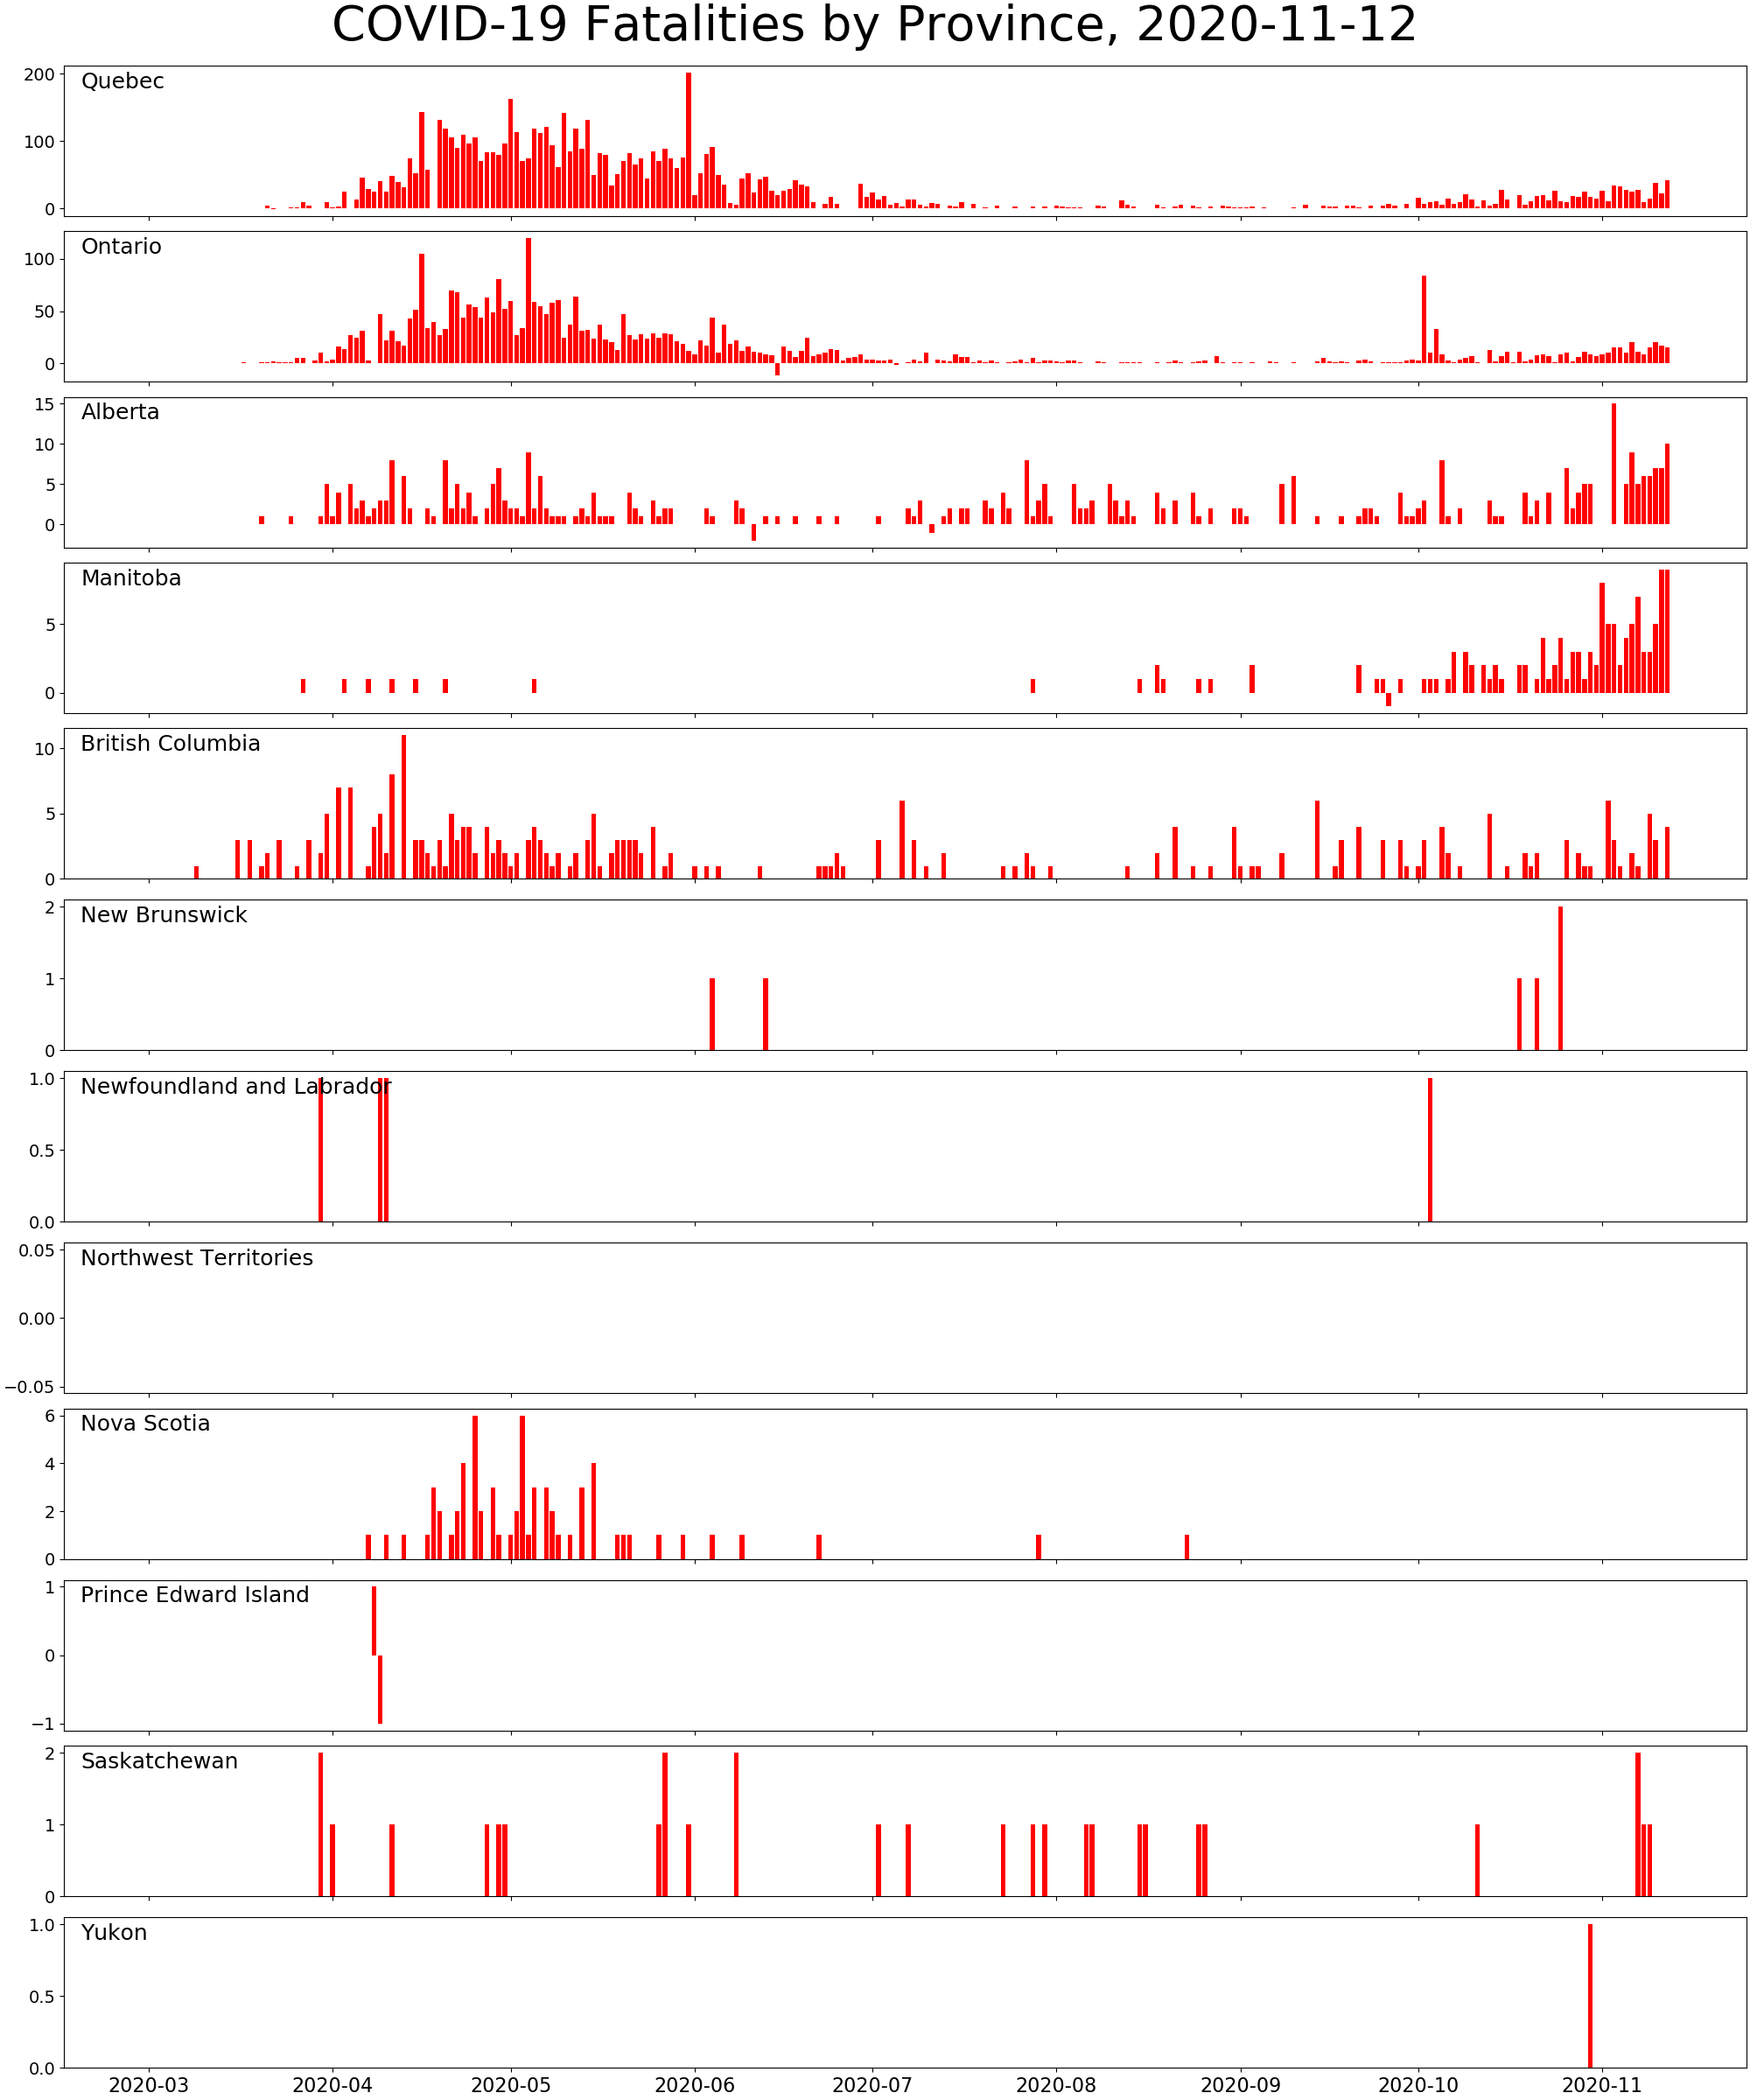 COVID-19 Fatalities by Province, 2020-11-12
200
Quebec
100
0
Ontario
100
50
0
15
Alberta
10
5
0
Manitoba
5
0
British Columbia
10
5
0
2
New Brunswick
1
0
1.0
Newfoundland and Labrador
0.5
0.0
0.05
Northwest Territories
0.00
−0.05
6
Nova Scotia
4
2
0
1
Prince Edward Island
0
−1
2
Saskatchewan
1
0
1.0
Yukon
0.5
0.0
2020-03 2020-04 2020-05 2020-06 2020-07 2020-08 2020-09 2020-10 2020-11